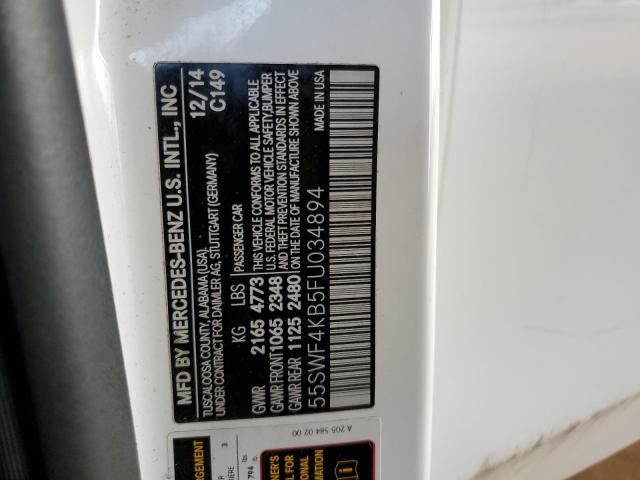 MFD BY MERCEDES-BENZ U.S. INTL., INC
TUSCALOOSA COUNTY, ALABAMA (USA) 12/14
UNDER CONTRACT FOR DAIMLER AG, STUTTGART (GERMANY) C149
KG LBS PASSENGER CAR
GVWR 2165 4773 THIS VEHICLE CONFORMS TO ALL APPLICABLE
GAWR FRONT 1065 2348 U.S. FEDERAL MOTOR VEHICLE SAFETY, BUMPER
AND THEFT PREVENTION STANDARDS IN EFFECT
GAWR REAR 1125 2480 ON THE DATE OF MANUFACTURE SHOWN ABOVE
55SWF4KB5FU034894 MADE IN USA
A 205 584 02 00
3